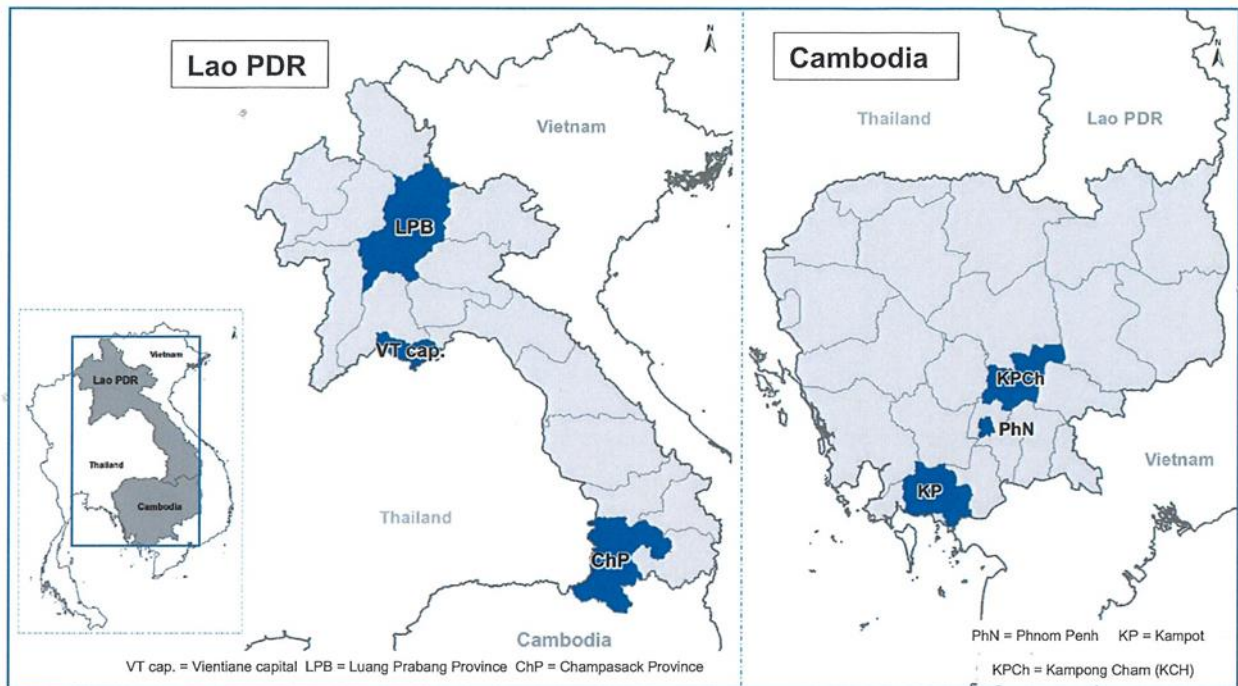 Lao PDR
N
Vietnam
LPB
VT cap.
Thailand
ChP
Cambodia
VT cap. = Vientiane capital LPB = Luang Prabang Province ChP = Champasack Province
Vietnam
Lao PDR
Thailand
Cambodia
Cambodia
N
Thailand
Lao PDR
KPCh
PhN
Vietnam
KP
PhN = Phnom Penh KP = Kampot
KPCh = Kampong Cham (KCH)